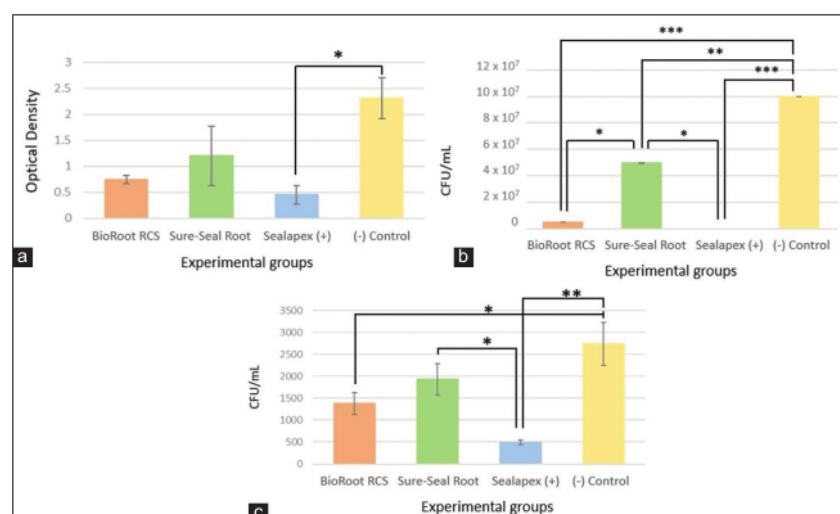 *
3
2.5
2
1.5
1
0.5
0
Optical Density
BioRoot RCS Sure-Seal Root Sealapex (+) (-) Control
Experimental groups
a
***
**
***
* *
12 x 10⁷
10 x 10⁷
8 x 10⁷
6 x 10⁷
4 x 10⁷
2 x 10⁷
0
CFU/mL
BioRoot RCS Sure-Seal Root Sealapex (+) (-) Control
Experimental groups
b
**
*
*
3500
3000
2500
2000
1500
1000
500
0
CFU/mL
BioRoot RCS Sure-Seal Root Sealapex (+) (-) Control
Experimental groups
c